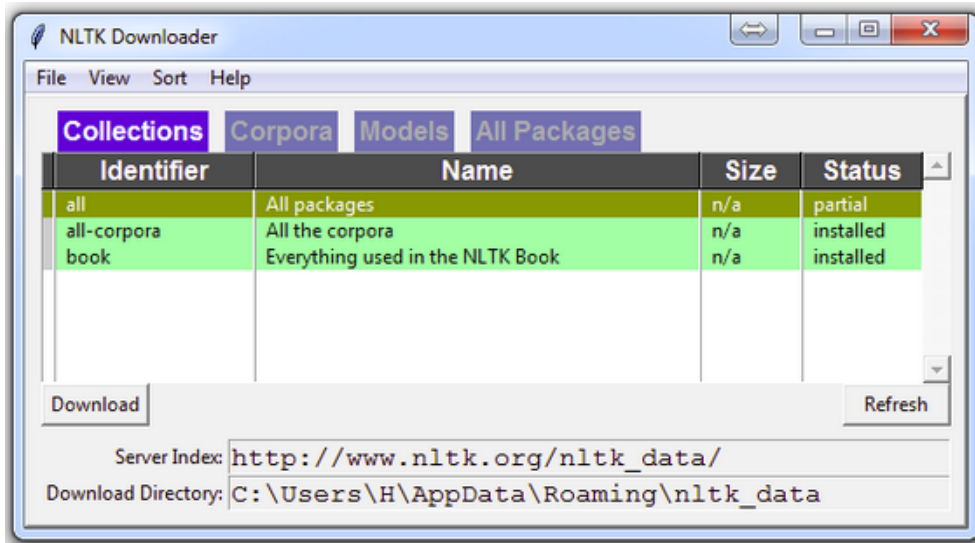 NLTK Downloader
File View Sort Help
Collections Corpora Models All Packages
Identifier Name Size Status
all All packages n/a partial
all-corpora All the corpora n/a installed
book Everything used in the NLTK Book n/a installed
Download Refresh
Server Index: http://www.nltk.org/nltk_data/
Download Directory: C:\Users\H\AppData\Roaming\nltk_data